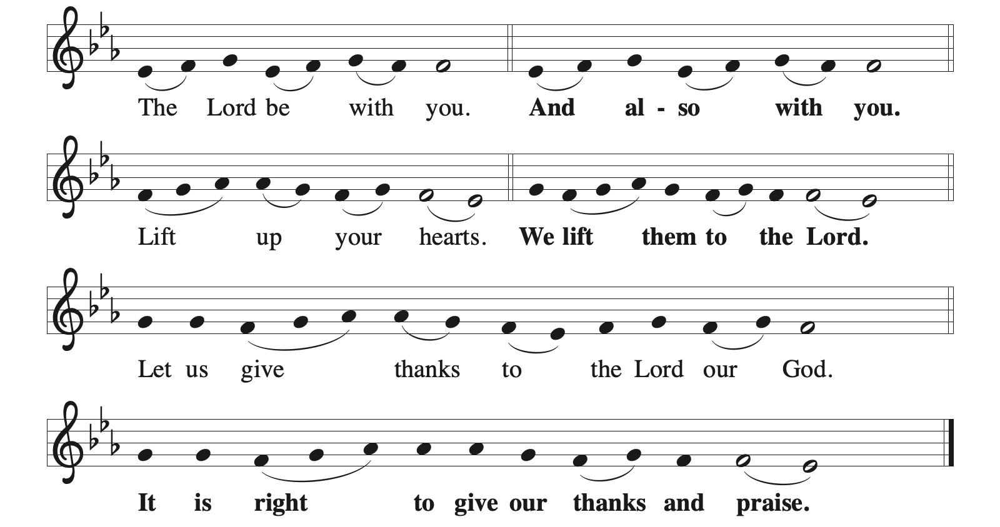 The Lord be with you. And al - so with you.
Lift up your hearts. We lift them to the Lord.
Let us give thanks to the Lord our God.
It is right to give our thanks and praise.